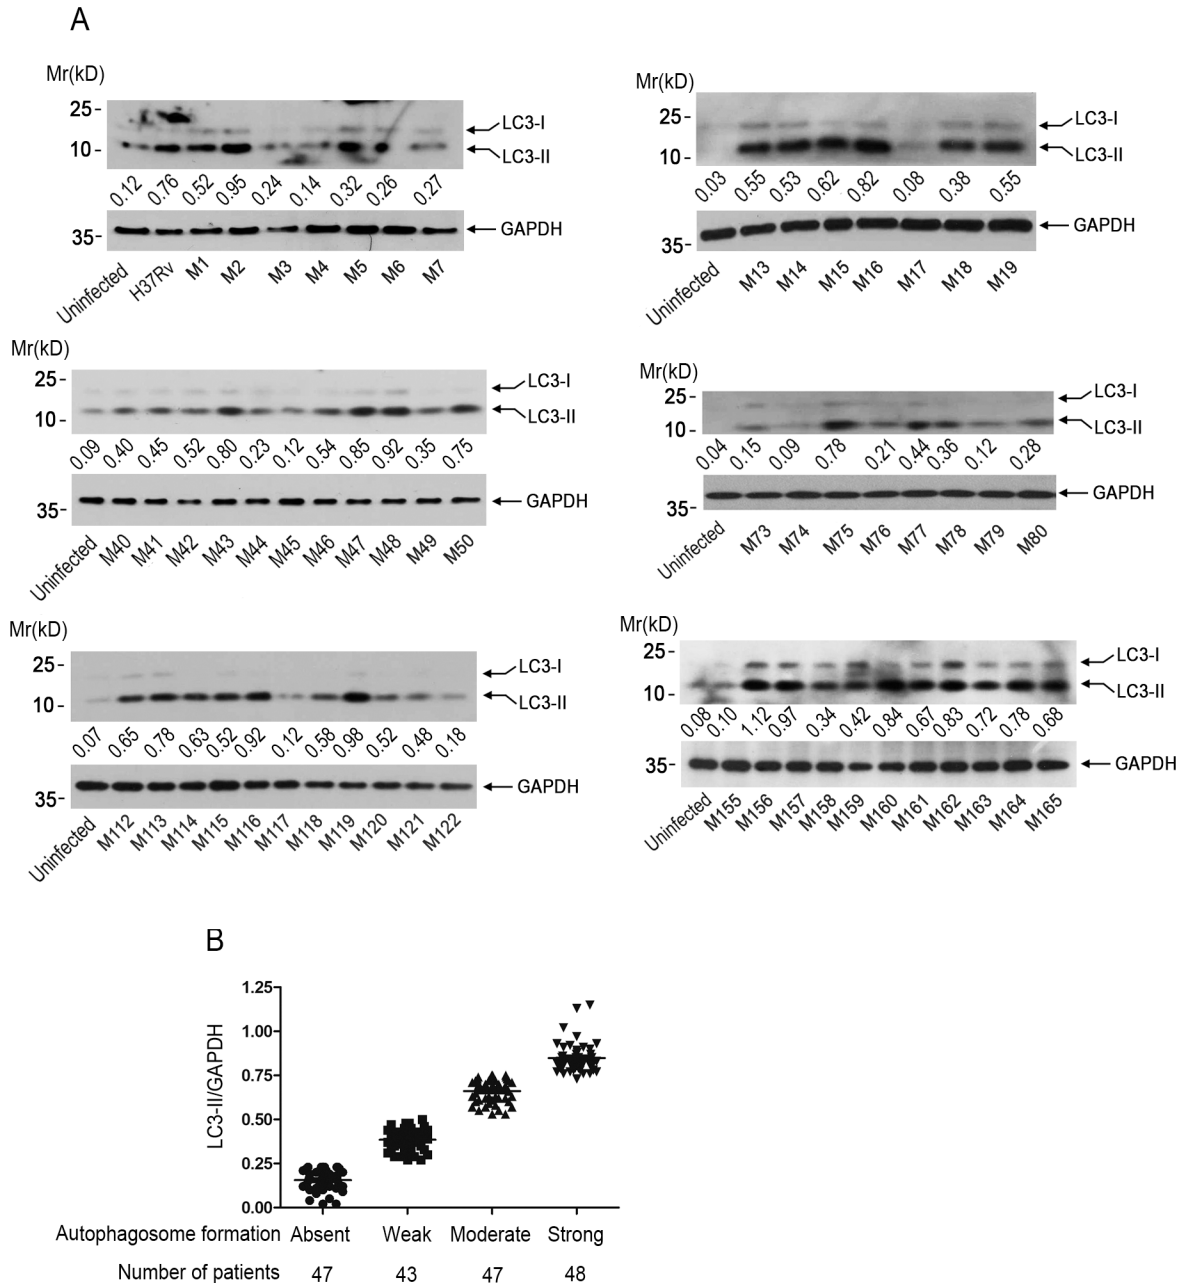 A
Mr(kD)
25-
10-
LC3-I
LC3-II
0.12 0.76 0.52 0.95 0.24 0.14 0.32 0.26 0.27
35-
GAPDH
Uninfected H37Rv M1 M2 M3 M4 M5 M6 M7
Mr(kD)
25-
10-
LC3-I
LC3-II
0.03 0.55 0.53 0.62 0.82 0.08 0.38 0.55
35-
GAPDH
Uninfected M13 M14 M15 M16 M17 M18 M19
Mr(kD)
25-
10-
LC3-I
LC3-II
0.09 0.40 0.45 0.52 0.80 0.23 0.12 0.54 0.85 0.92 0.35 0.75
35-
GAPDH
Uninfected M40 M41 M42 M43 M44 M45 M46 M47 M48 M49 M50
Mr(kD)
25-
10-
LC3-I
LC3-II
0.04 0.15 0.09 0.78 0.21 0.44 0.36 0.12 0.28
35-
GAPDH
Uninfected M73 M74 M75 M76 M77 M78 M79 M80
Mr(kD)
25-
10-
LC3-I
LC3-II
0.07 0.65 0.78 0.63 0.52 0.92 0.12 0.58 0.98 0.52 0.48 0.18
35-
GAPDH
Uninfected M112 M113 M114 M115 M116 M117 M118 M119 M120 M121 M122
Mr(kD)
25-
10-
LC3-I
LC3-II
0.08 0.10 1.12 0.97 0.34 0.42 0.84 0.67 0.83 0.72 0.78 0.68
35-
GAPDH
Uninfected M155 M156 M157 M158 M159 M160 M161 M162 M163 M164 M165
B
LC3-II/GAPDH
1.25
1.00
0.75
0.50
0.25
0.00
Autophagosome formation Absent Weak Moderate Strong
Number of patients 47 43 47 48